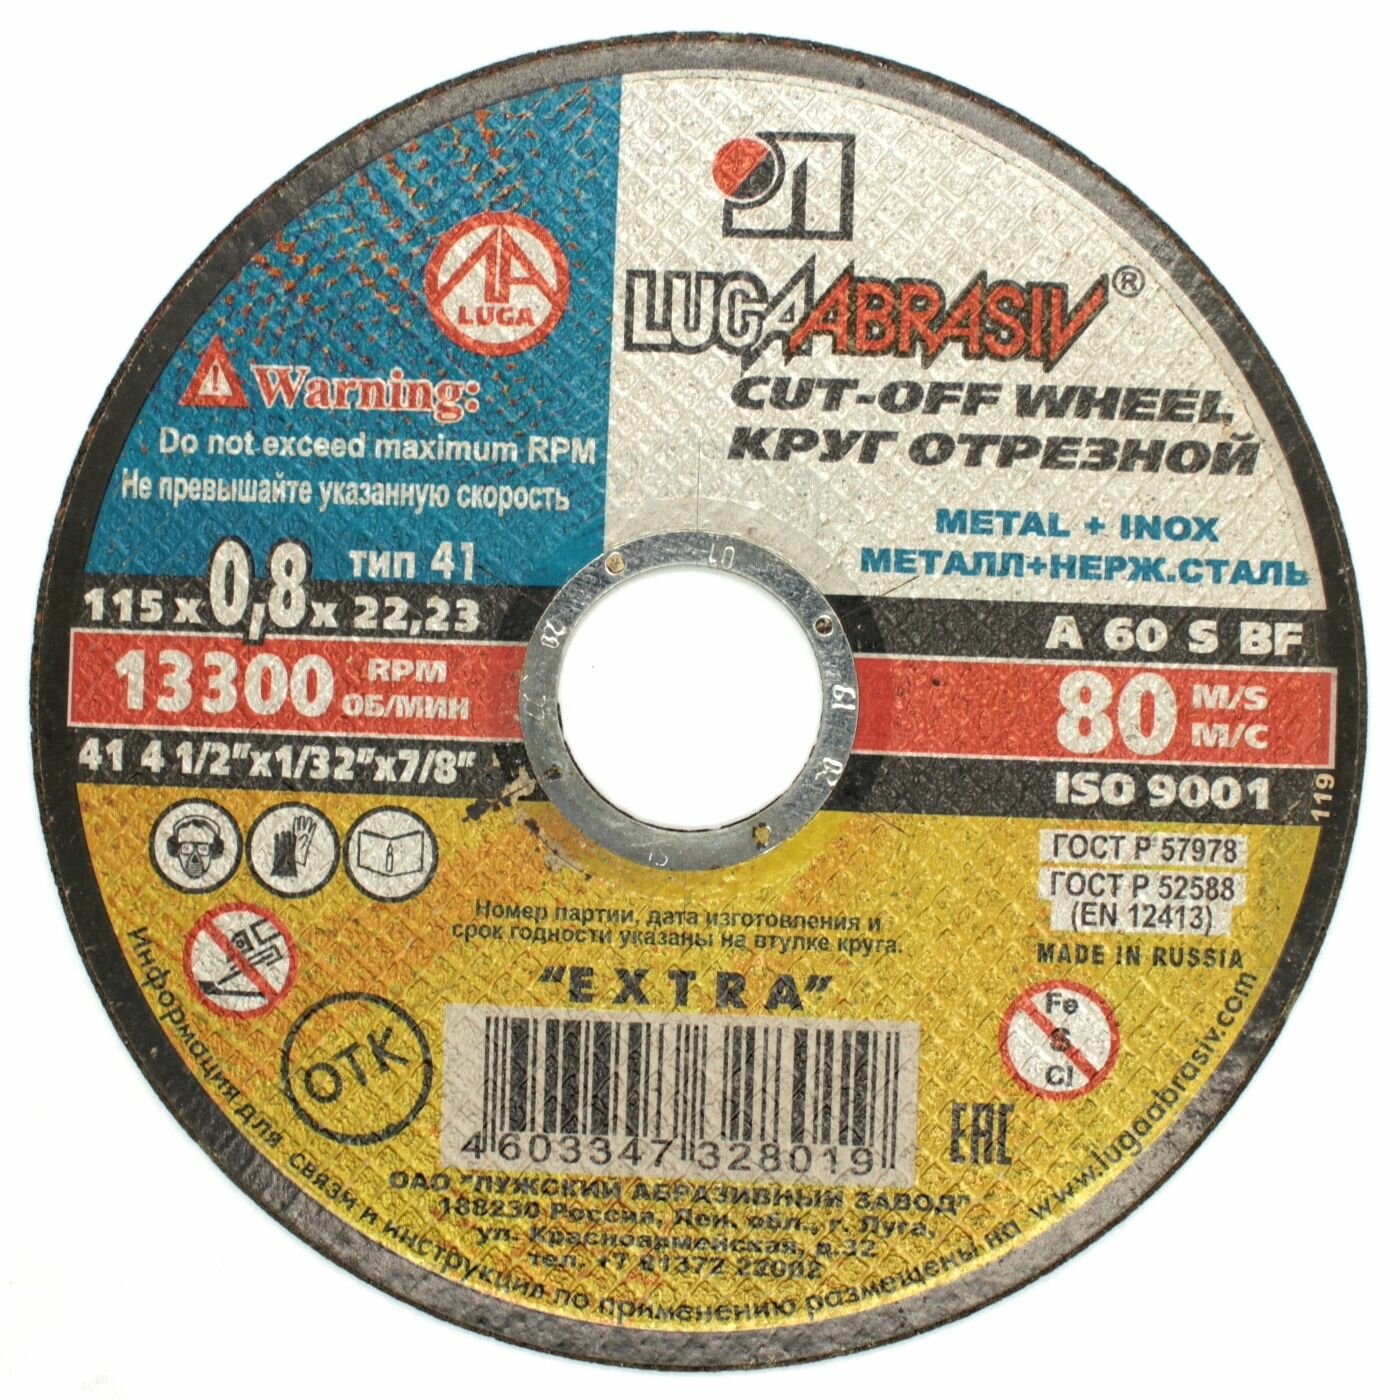 LUGAABRASIV®
CUT-OFF WHEEL
КРУГ ОТРЕЗНОЙ
METAL + INOX
МЕТАЛЛ+НЕРЖ.СТАЛЬ
LUGA
Warning:
Do not exceed maximum RPM
Не превышайте указанную скорость
тип 41
115 x 0,8 x 22,23
A 60 S BF
13300 RPM
ОБ/МИН
80 M/S
М/С
41 4 1/2"x1/32"x7/8"
ISO 9001
119
ГОСТ Р 57978
ГОСТ Р 52588
(EN 12413)
MADE IN RUSSIA
Номер партии, дата изготовления и
срок годности указаны на втулке круга.
"EXTRA"
Fe
S
Cl
ОТК
4 603347 328019
EAC
ОАО "ЛУЖСКИЙ АБРАЗИВНЫЙ ЗАВОД"
188230 Россия, Лен. обл., г. Луга,
ул. Красноармейская, д.32
тел. +7 81372 22002
Информация для связи и инструкция по применению размещены на www.lugaabrasiv.com